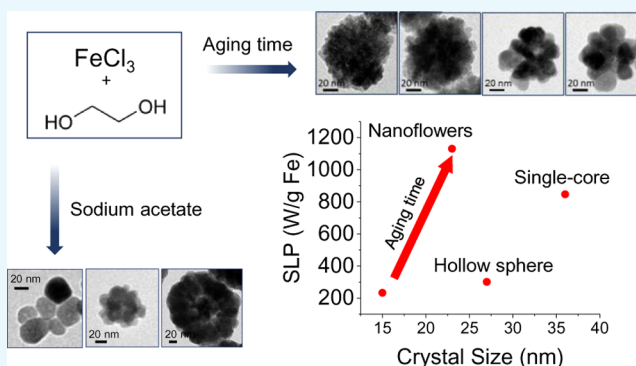 FeCl3
+
HO
OH
Aging time
20 nm
20 nm
20 nm
20 nm
Sodium acetate
20 nm
20 nm
20 nm
SLP (W/g Fe)
1200
1000
800
600
400
200
Nanoflowers
Single-core
Aging time
Hollow sphere
15 20 25 30 35 40
Crystal Size (nm)